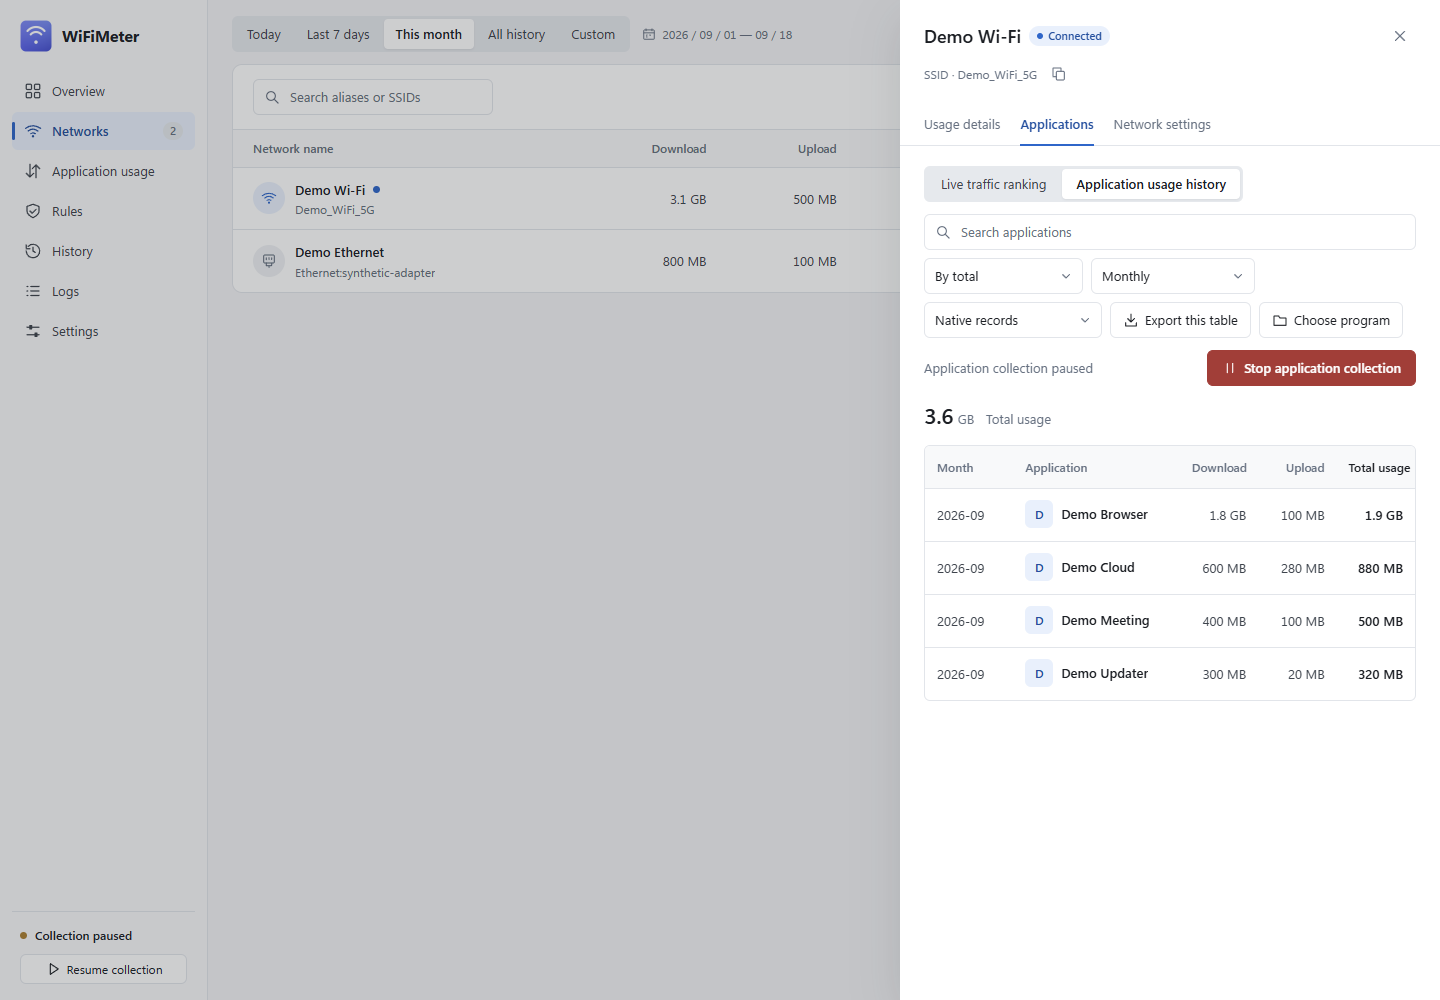 WiFiMeter
Overview
Networks 2
Application usage
Rules
History
Logs
Settings
Collection paused
Resume collection
Today Last 7 days This month All history Custom 2026 / 09 / 01 — 09 / 18
Search aliases or SSIDs
Network name Download Upload
Demo Wi-Fi
Demo_WiFi_5G
3.1 GB 500 MB
Demo Ethernet
Ethernet:synthetic-adapter
800 MB 100 MB
Demo Wi-Fi Connected
SSID · Demo_WiFi_5G
Usage details Applications Network settings
Live traffic ranking Application usage history
Search applications
By total Monthly
Native records Export this table Choose program
Application collection paused Stop application collection
3.6 GB Total usage
Month Application Download Upload Total usage
2026-09 D Demo Browser 1.8 GB 100 MB 1.9 GB
2026-09 D Demo Cloud 600 MB 280 MB 880 MB
2026-09 D Demo Meeting 400 MB 100 MB 500 MB
2026-09 D Demo Updater 300 MB 20 MB 320 MB